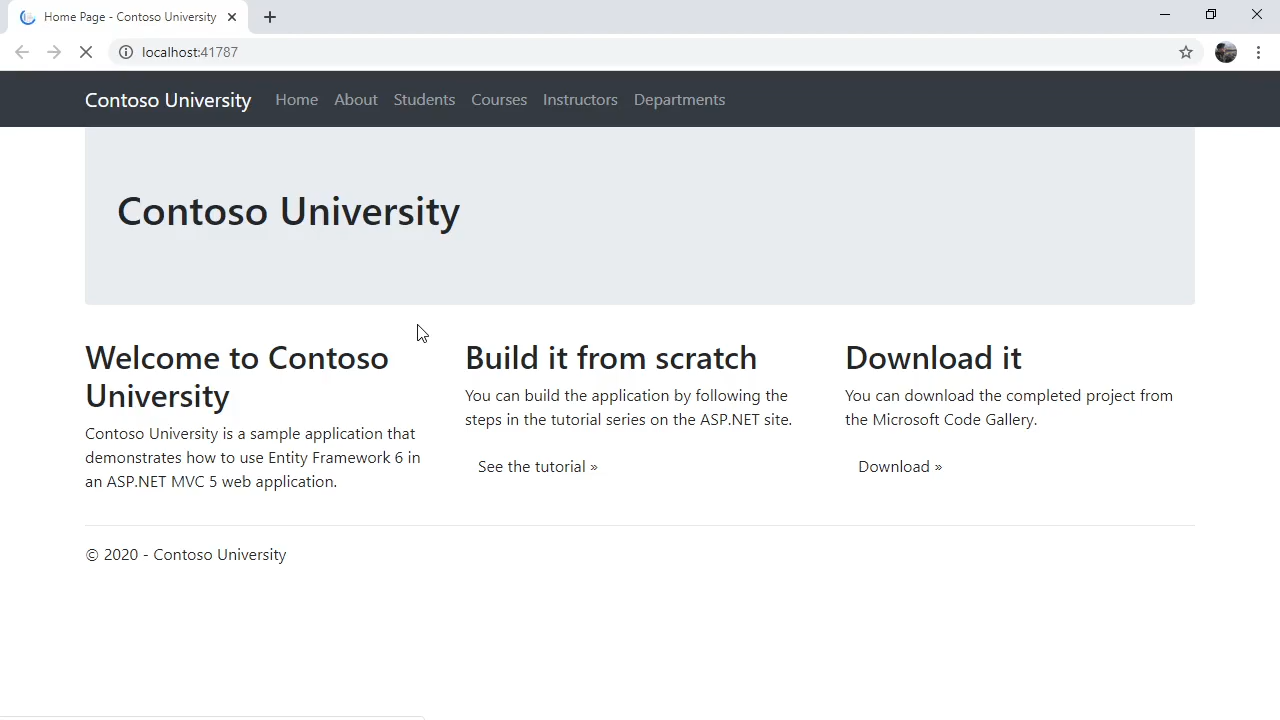 Home Page - Contoso University
localhost:41787
Contoso University Home About Students Courses Instructors Departments
Contoso University
Welcome to Contoso
University
Contoso University is a sample application that
demonstrates how to use Entity Framework 6 in
an ASP.NET MVC 5 web application.
Build it from scratch
You can build the application by following the
steps in the tutorial series on the ASP.NET site.
See the tutorial »
Download it
You can download the completed project from
the Microsoft Code Gallery.
Download »
© 2020 - Contoso University